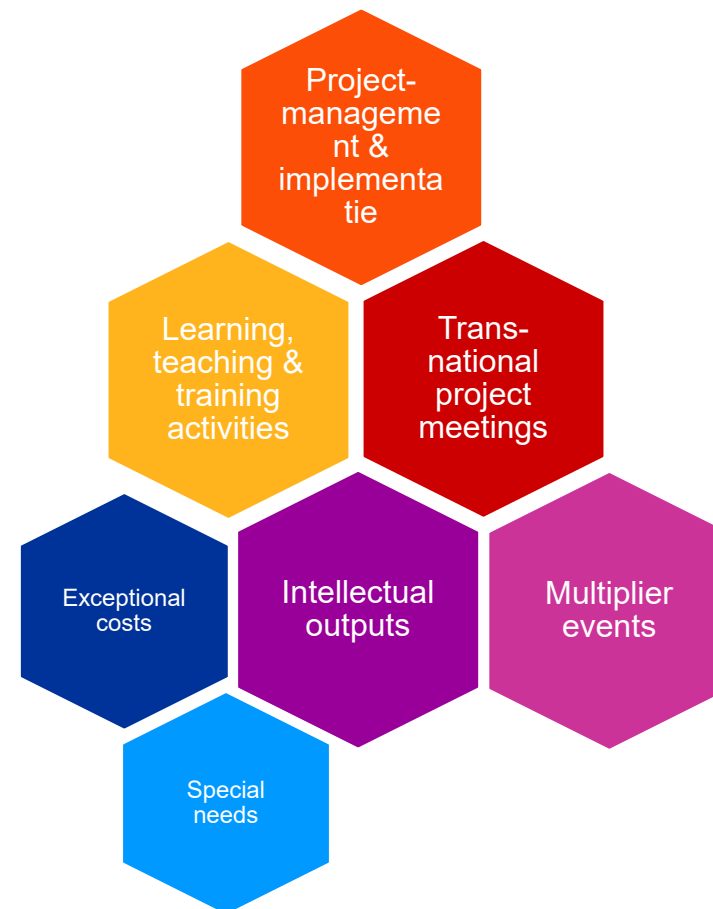 Project-
manageme
nt &
implementa
tie
Learning,
teaching &
training
activities
Trans-
national
project
meetings
Exceptional
costs
Intellectual
outputs
Multiplier
events
Special
needs